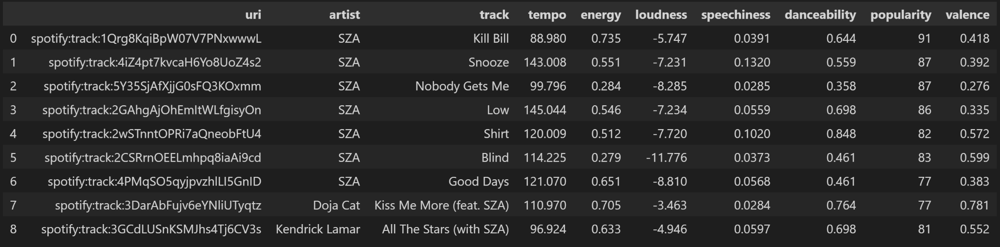 uri artist track tempo energy loudness speechiness danceability popularity valence
0 spotify:track:1Qrg8KqiBpW07V7PNxwwwL SZA Kill Bill 88.980 0.735 -5.747 0.0391 0.644 91 0.418
1 spotify:track:4iZ4pt7kvcaH6Yo8UoZ4s2 SZA Snooze 143.008 0.551 -7.231 0.1320 0.559 87 0.392
2 spotify:track:5Y35SjAfXjjG0sFQ3KOxmm SZA Nobody Gets Me 99.796 0.284 -8.285 0.0285 0.358 87 0.276
3 spotify:track:2GAhgAjOhEmItWLfgisyOn SZA Low 145.044 0.546 -7.234 0.0559 0.698 86 0.335
4 spotify:track:2wSTnntOPRi7aQneobFtU4 SZA Shirt 120.009 0.512 -7.720 0.1020 0.848 82 0.572
5 spotify:track:2CSRrnOEELmhpq8iaAi9cd SZA Blind 114.225 0.279 -11.776 0.0373 0.461 83 0.599
6 spotify:track:4PMqSO5qyjpvzhlLI5GnID SZA Good Days 121.070 0.651 -8.810 0.0568 0.461 77 0.383
7 spotify:track:3DarAbFujv6eYNliUTyqtz Doja Cat Kiss Me More (feat. SZA) 110.970 0.705 -3.463 0.0284 0.764 77 0.781
8 spotify:track:3GCdLUSnKSMJhs4Tj6CV3s Kendrick Lamar All The Stars (with SZA) 96.924 0.633 -4.946 0.0597 0.698 81 0.552